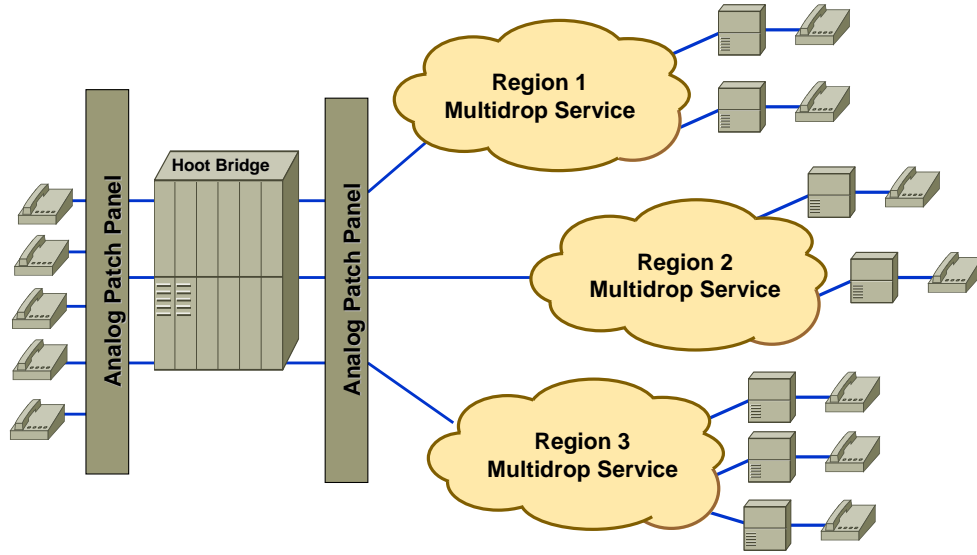 Region 1
Multidrop Service
Hoot Bridge
Analog Patch Panel
Analog Patch Panel
Region 2
Multidrop Service
Region 3
Multidrop Service